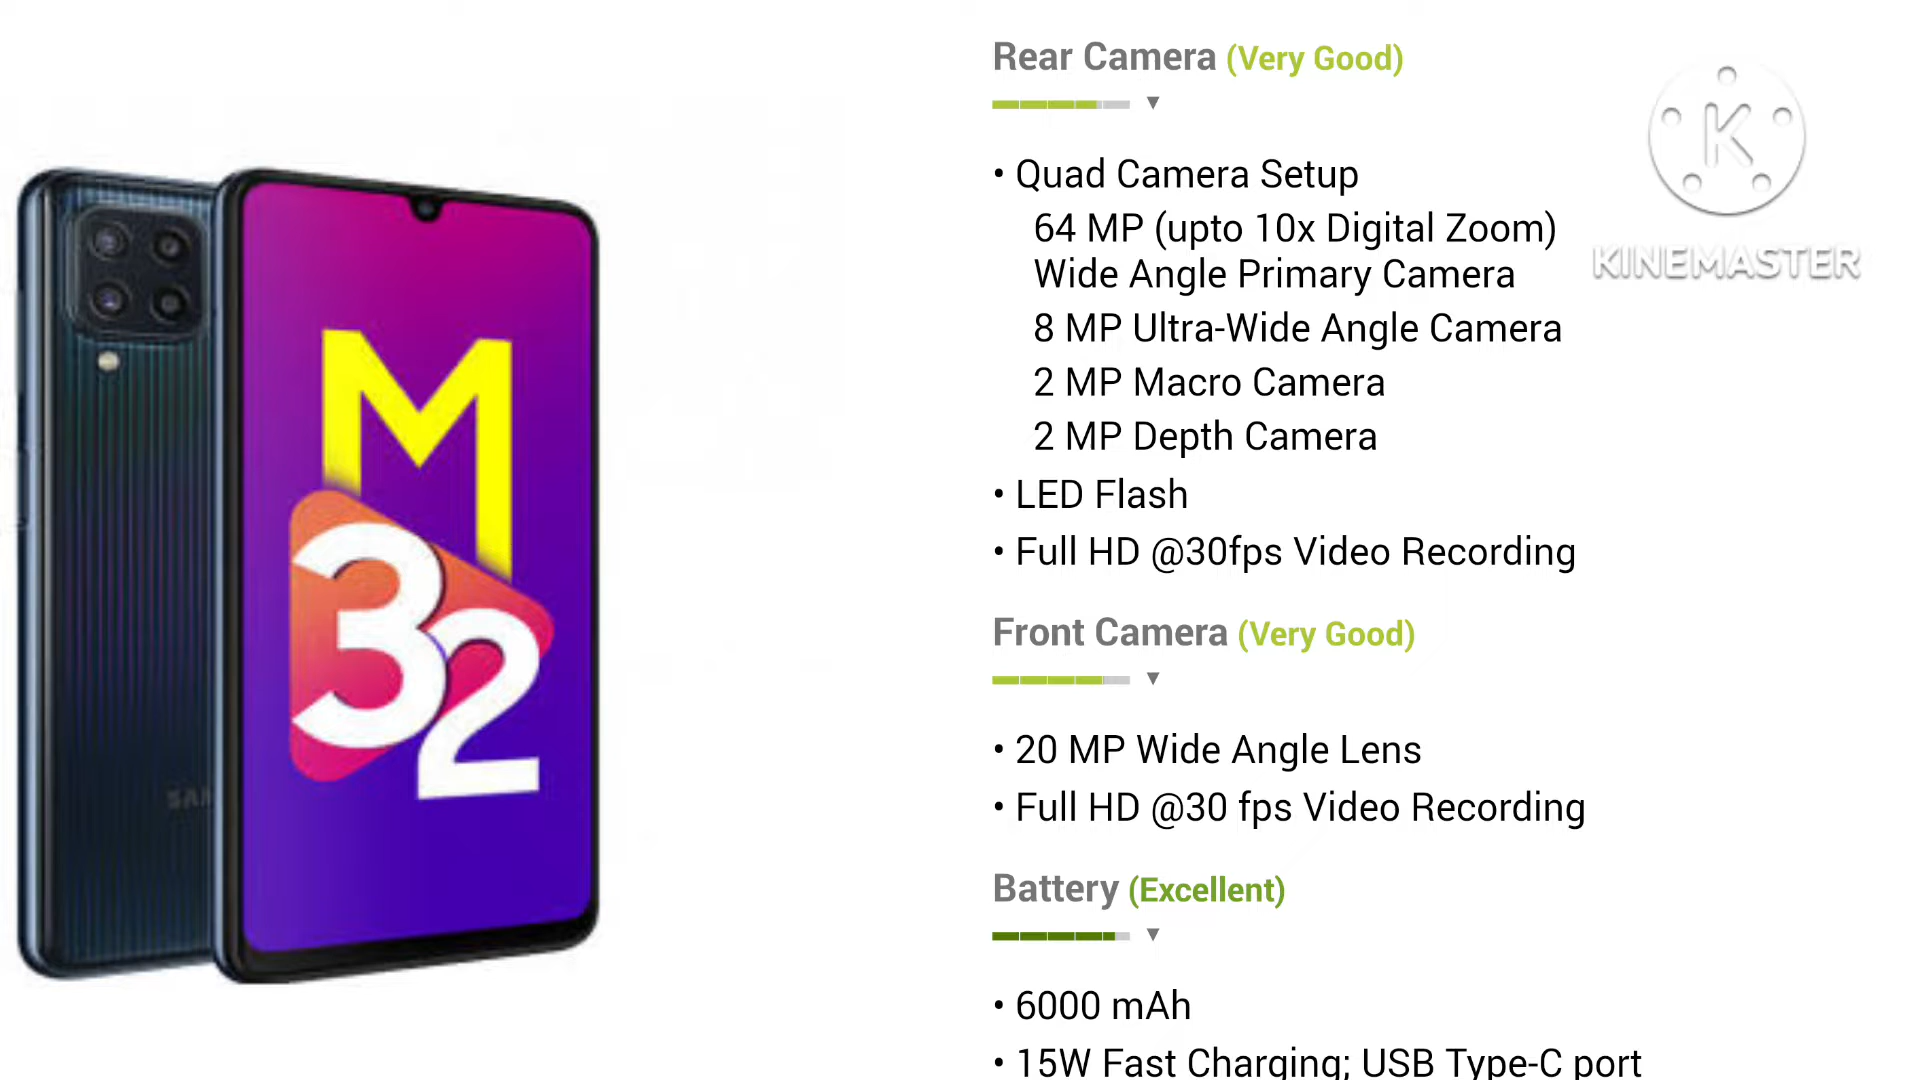 M
32
SAM
Rear Camera (Very Good)
• Quad Camera Setup
64 MP (upto 10x Digital Zoom)
Wide Angle Primary Camera
8 MP Ultra-Wide Angle Camera
2 MP Macro Camera
2 MP Depth Camera
• LED Flash
• Full HD @30fps Video Recording
Front Camera (Very Good)
• 20 MP Wide Angle Lens
• Full HD @30 fps Video Recording
Battery (Excellent)
• 6000 mAh
• 15W Fast Charging; USB Type-C port
K
KINEMASTER